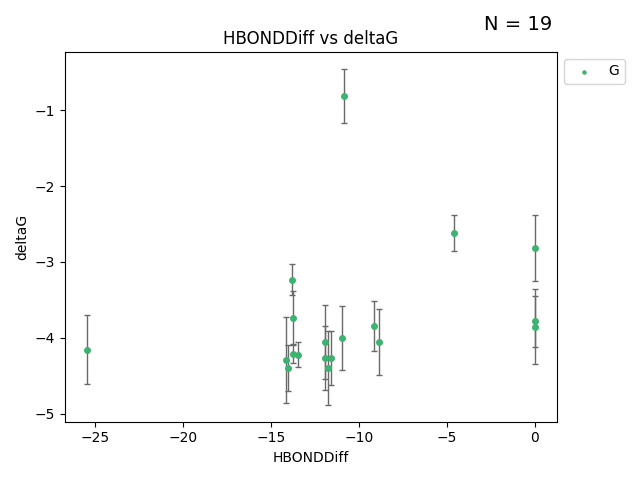 N = 19
HBONDDiff vs deltaG
G
deltaG
−1
−2
−3
−4
−5
−25
−20
−15
−10
−5
0
HBONDDiff